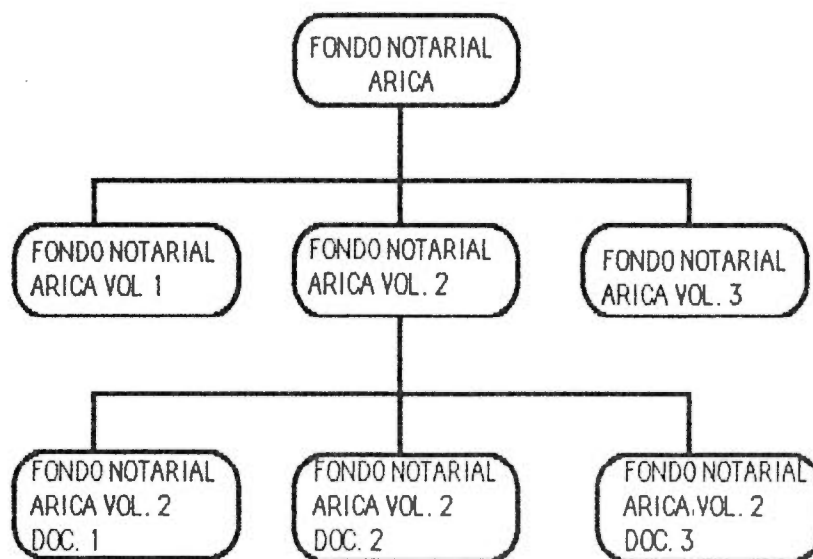 FONDO NOTARIAL
ARICA
FONDO NOTARIAL
ARICA VOL 1
FONDO NOTARIAL
ARICA VOL. 2
FONDO NOTARIAL
ARICA VOL. 3
FONDO NOTARIAL
ARICA VOL. 2
DOC. 1
FONDO NOTARIAL
ARICA VOL. 2
DOC. 2
FONDO NOTARIAL
ARICA VOL. 2
DOC. 3